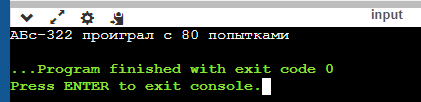 input
АБс-322 проиграл с 80 попытками
...Program finished with exit code 0
Press ENTER to exit console.